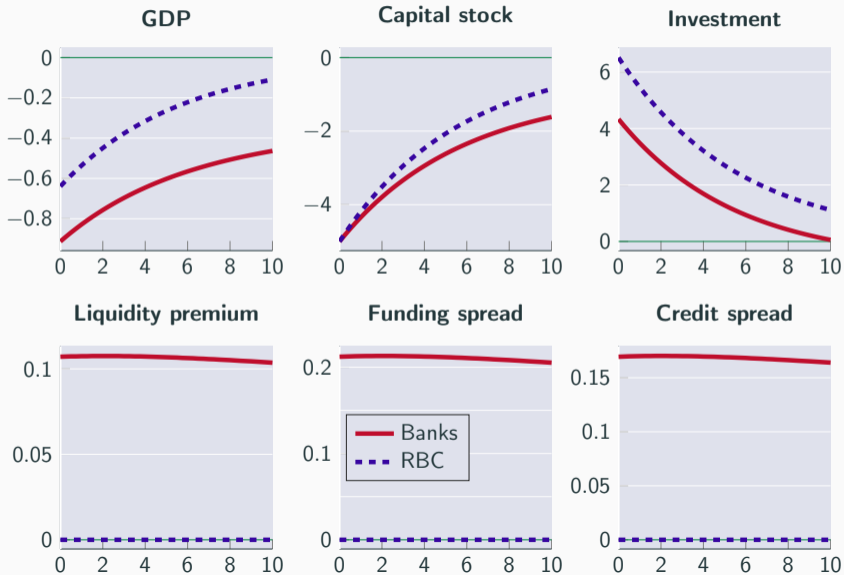 GDP
0
−0.2
−0.4
−0.6
−0.8
0 2 4 6 8 10
Capital stock
0
−2
−4
0 2 4 6 8 10
Investment
6
4
2
0
0 2 4 6 8 10
Liquidity premium
0.1
0.05
0
0 2 4 6 8 10
Funding spread
0.2
0.1
0
Banks
RBC
0 2 4 6 8 10
Credit spread
0.15
0.1
0.05
0
0 2 4 6 8 10